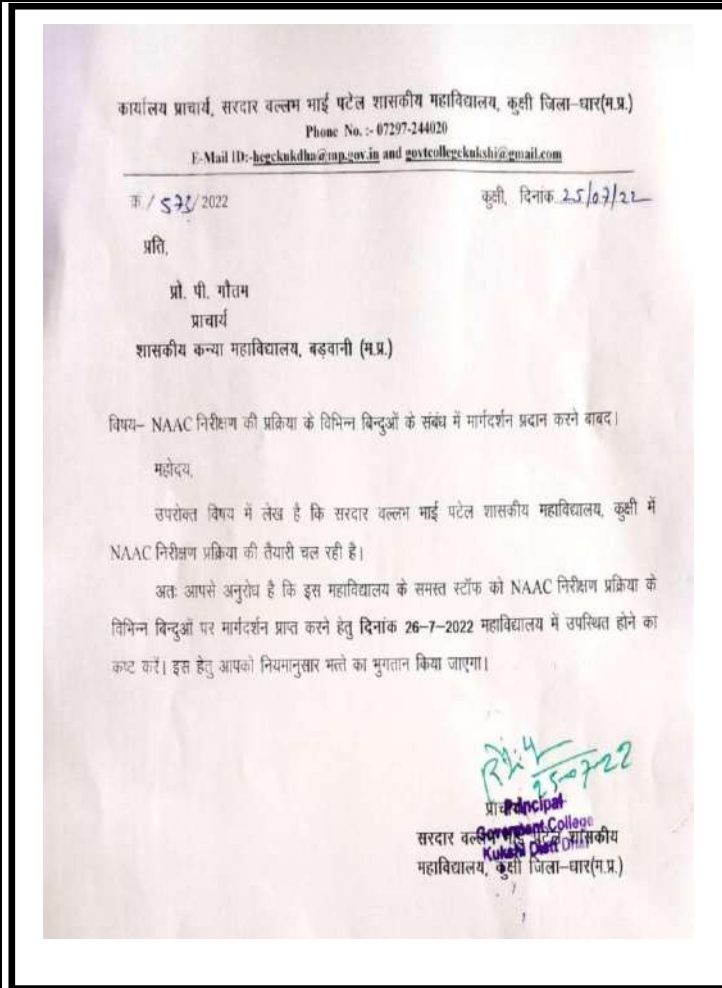 कार्यालय प्राचार्य, सरदार वल्लभ भाई पटेल शासकीय महाविद्यालय, कुक्षी जिला–धार(म.प्र.)
Phone No. :- 07297-244020
E-Mail ID:-hegckukdha@mp.gov.in and govtcollegekukshi@gmail.com
क्र. / 573/ 2022 कुक्षी, दिनांक 25/07/22
प्रति,
प्रो. पी. गौतम
प्राचार्य
शासकीय कन्या महाविद्यालय, बड़वानी (म.प्र.)
विषय– NAAC निरीक्षण की प्रक्रिया के विभिन्न बिन्दुओं के संबंध में मार्गदर्शन प्रदान करने बाबद।
महोदय,
उपरोक्त विषय में लेख है कि सरदार वल्लभ भाई पटेल शासकीय महाविद्यालय, कुक्षी में
NAAC निरीक्षण प्रक्रिया की तैयारी चल रही है।
अतः आपसे अनुरोध है कि इस महाविद्यालय के समस्त स्टॉफ को NAAC निरीक्षण प्रक्रिया के
विभिन्न बिन्दुओं पर मार्गदर्शन प्राप्त करने हेतु दिनांक 26-7-2022 महाविद्यालय में उपस्थित होने का
कष्ट करें। इस हेतु आपको नियमानुसार भत्ते का भुगतान किया जाएगा।
25-07-22
प्राचार्य
Principal
Government College
Kukshi Distt Dhar
सरदार वल्लभ भाई पटेल शासकीय
महाविद्यालय, कुक्षी जिला–धार(म.प्र.)